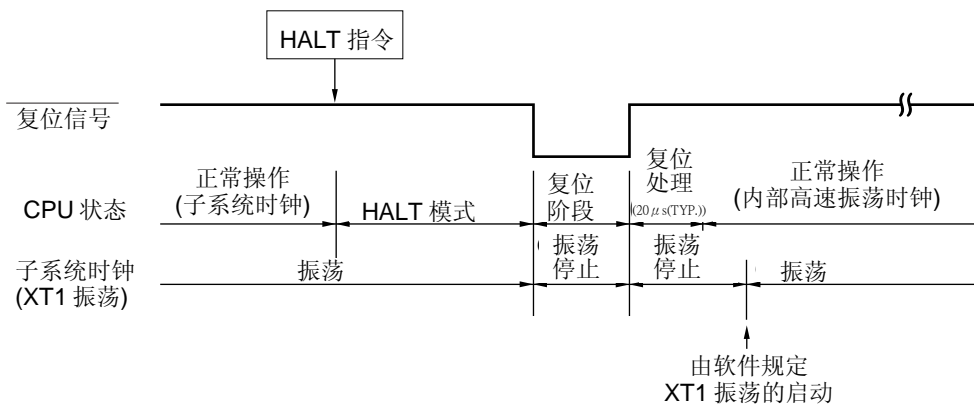 HALT 指令
复位信号
CPU 状态
正常操作
(子系统时钟)
HALT 模式
复位
阶段
复位
处理
(20μs(TYP.))
正常操作
(内部高速振荡时钟)
子系统时钟
(XT1 振荡)
振荡
振荡
停止
振荡
停止
振荡
由软件规定
XT1 振荡的启动